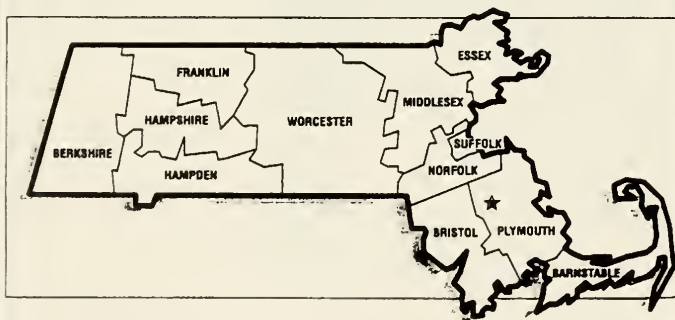 ESSEX
FRANKLIN
MIDDLESEX
HAMPSHIRE
WORCESTER
SUFFOLK
BERKSHIRE
HAMPDEN
NORFOLK
BRISTOL
PLYMOUTH
BARNSTABLE